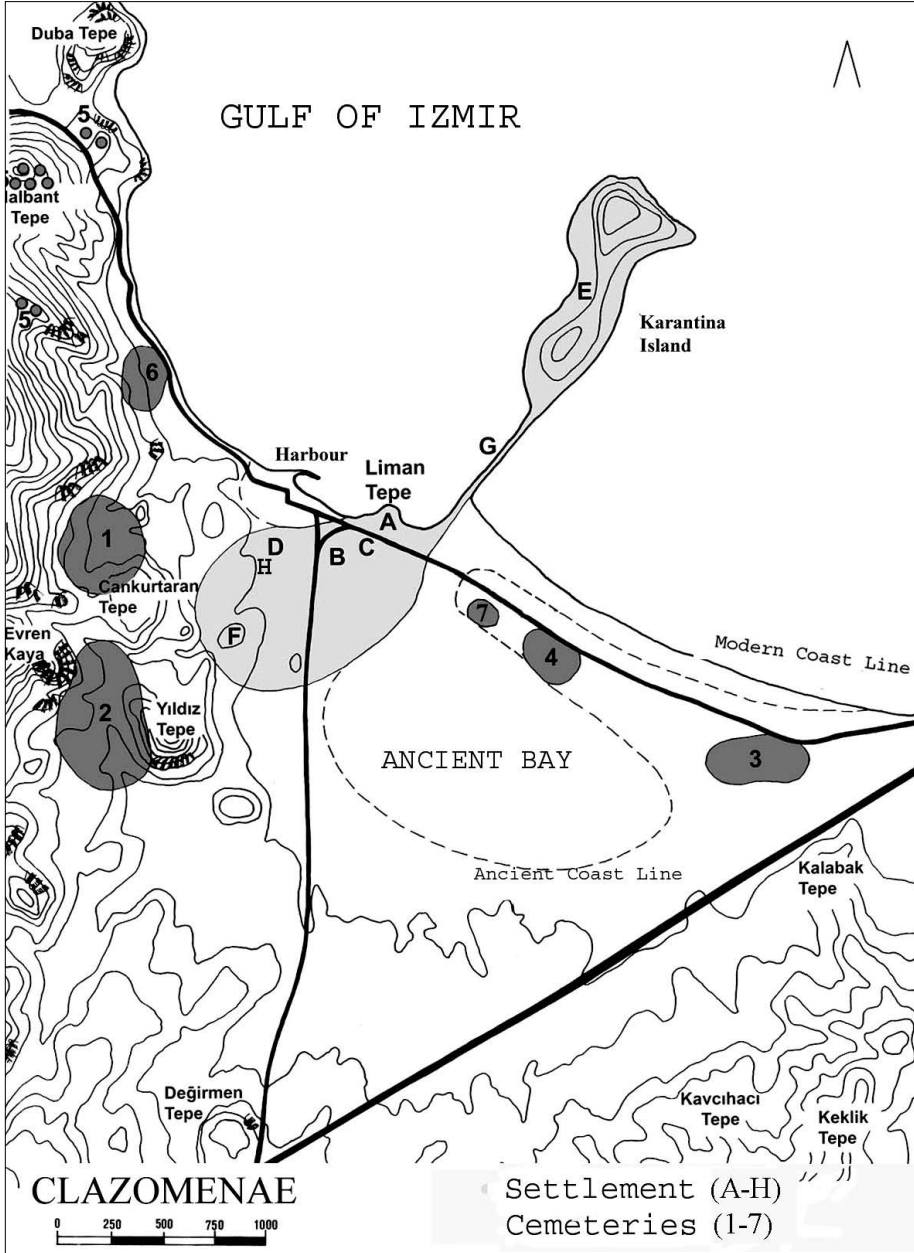 Duba Tepe
GULF OF IZMIR
5
Tepe
5
E
Karantina
Island
6
G
Harbour
Liman
Tepe
A
1
D
B
C
H
Cankurtaran
Tepe
7
F
Evren
Kaya
4
Modern Coast Line
2
Yıldız
Tepe
ANCIENT BAY
3
Ancient Coast Line
Kalabak
Tepe
Değirmen
Tepe
Kavcıhacı
Tepe
Keklik
Tepe
CLAZOMENAE
0 250 500 750 1000
Settlement (A-H)
Cemeteries (1-7)